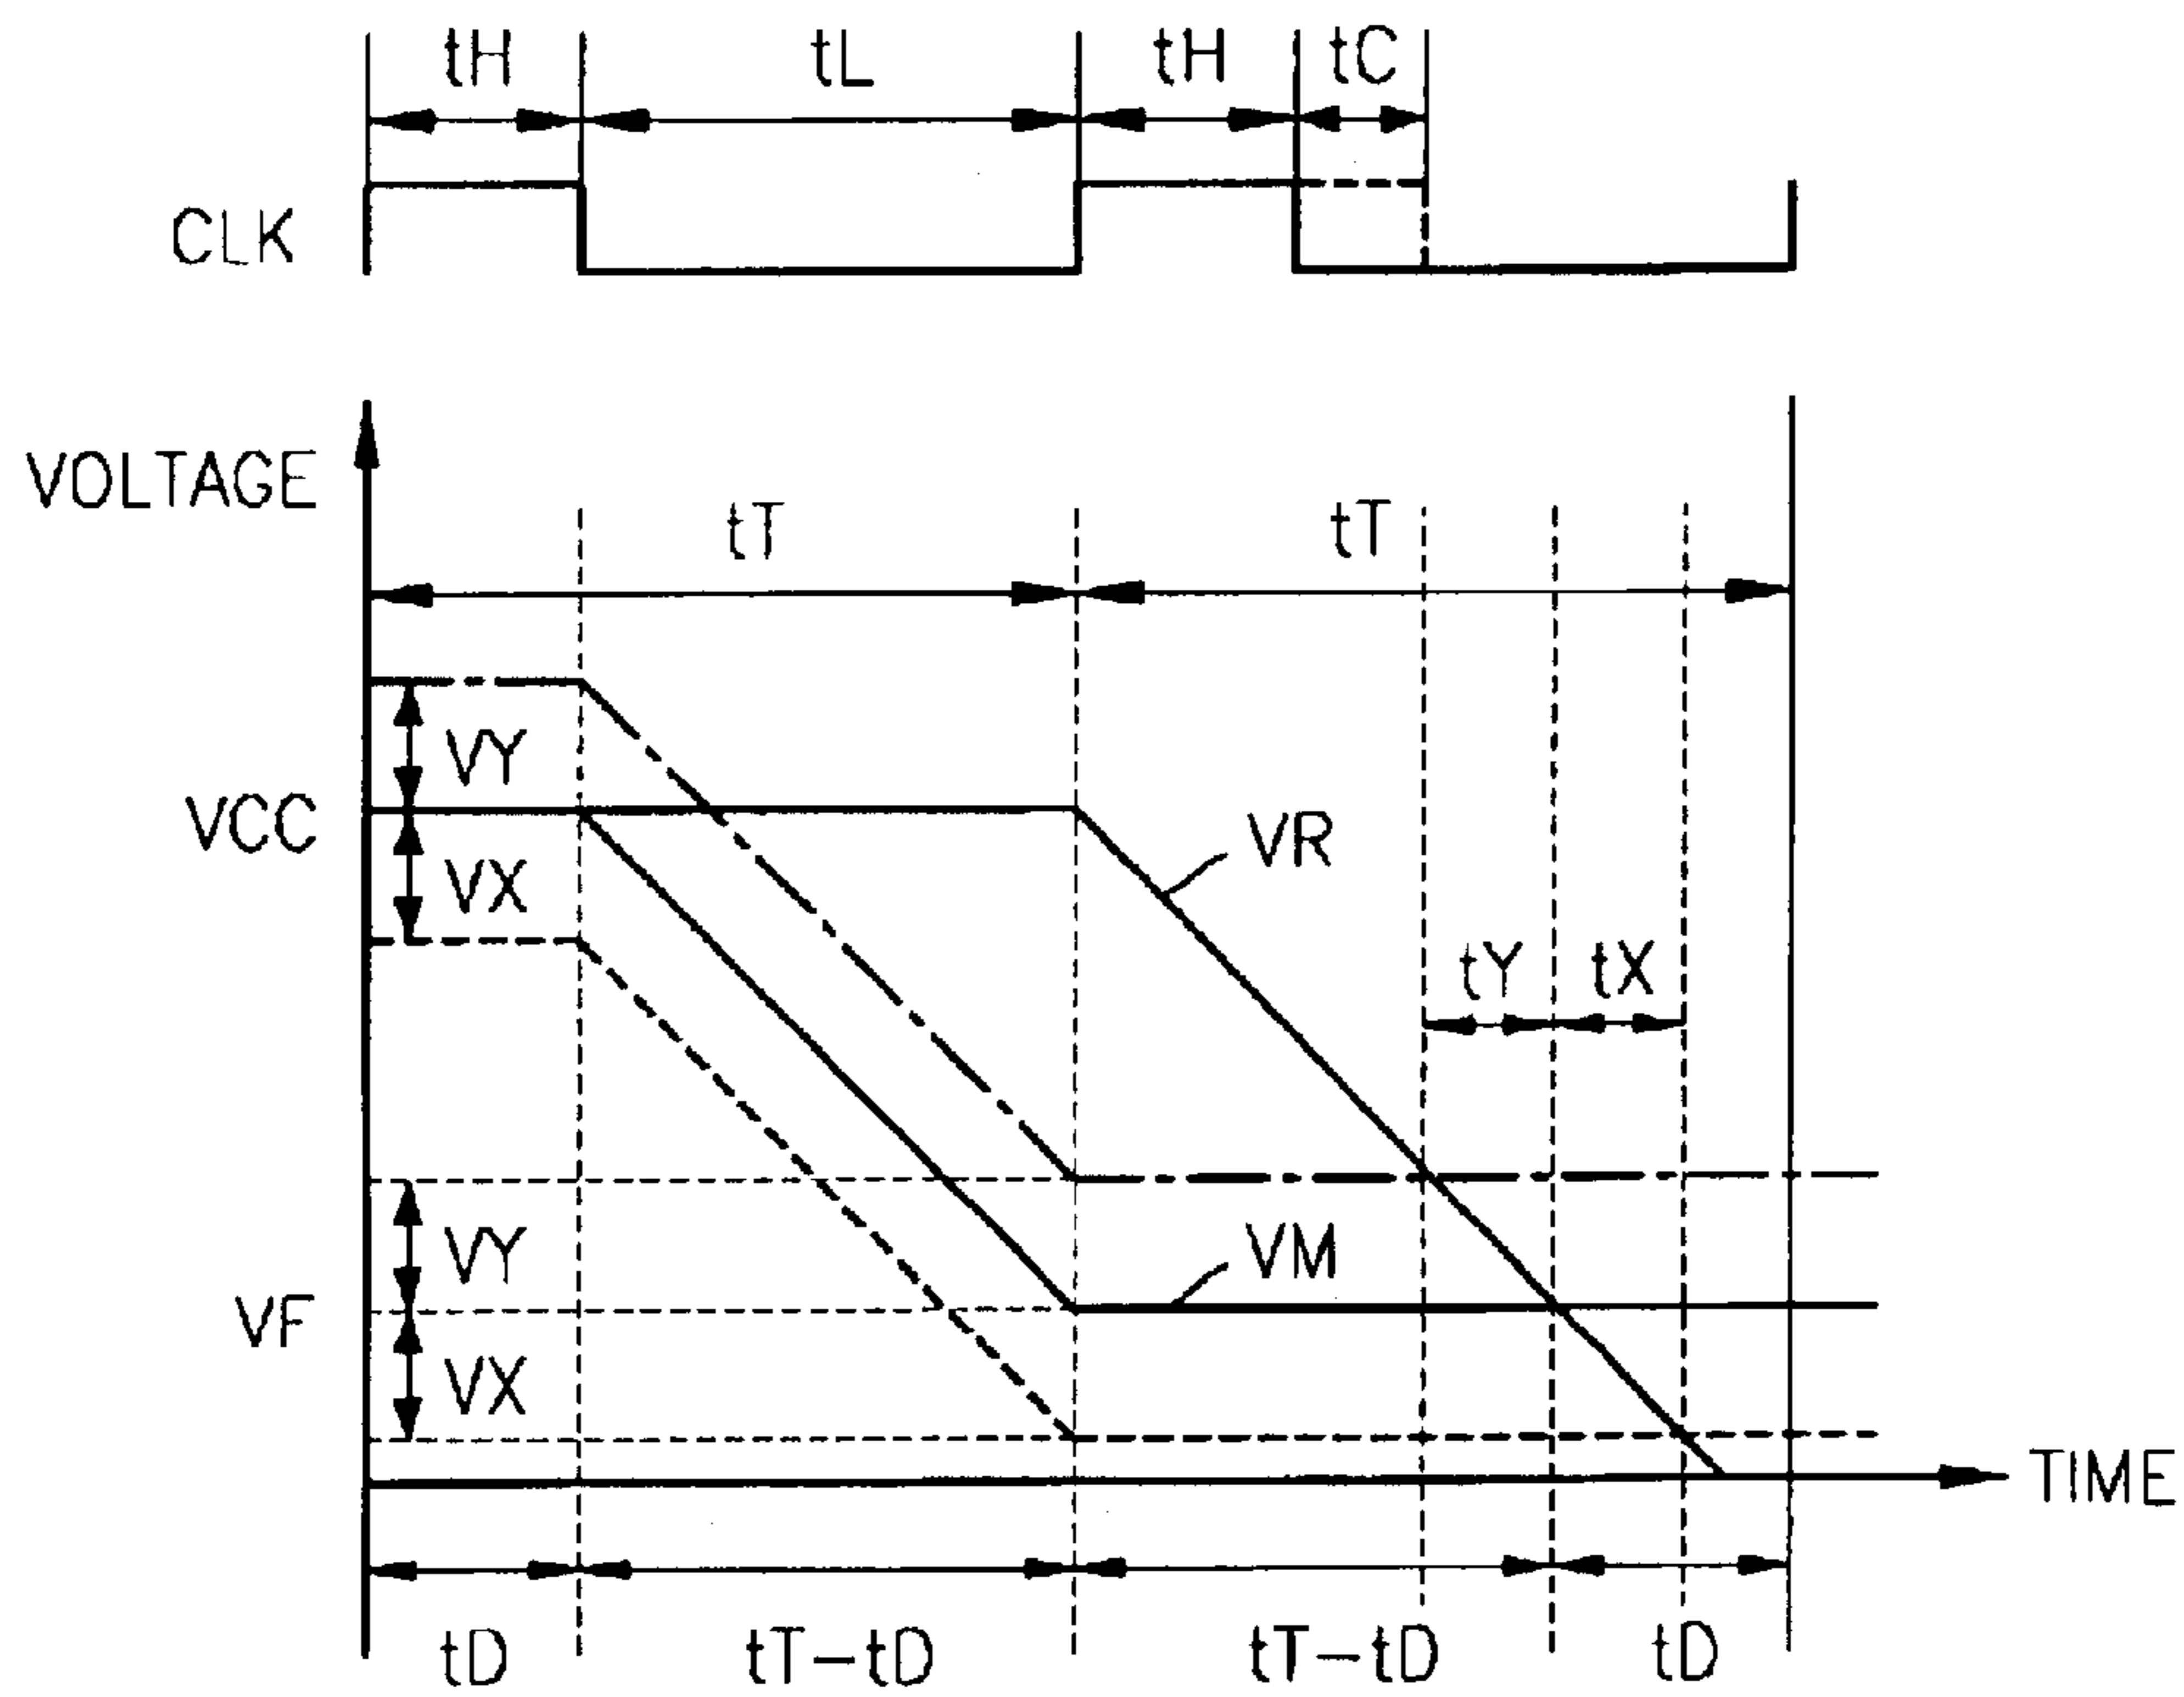 tH tL tH tC
CLK
VOLTAGE
tT tT
VY
VCC
VR
VX
tY tX
VY
VM
VF
VX
TIME
tD tT-tD tT-tD tD